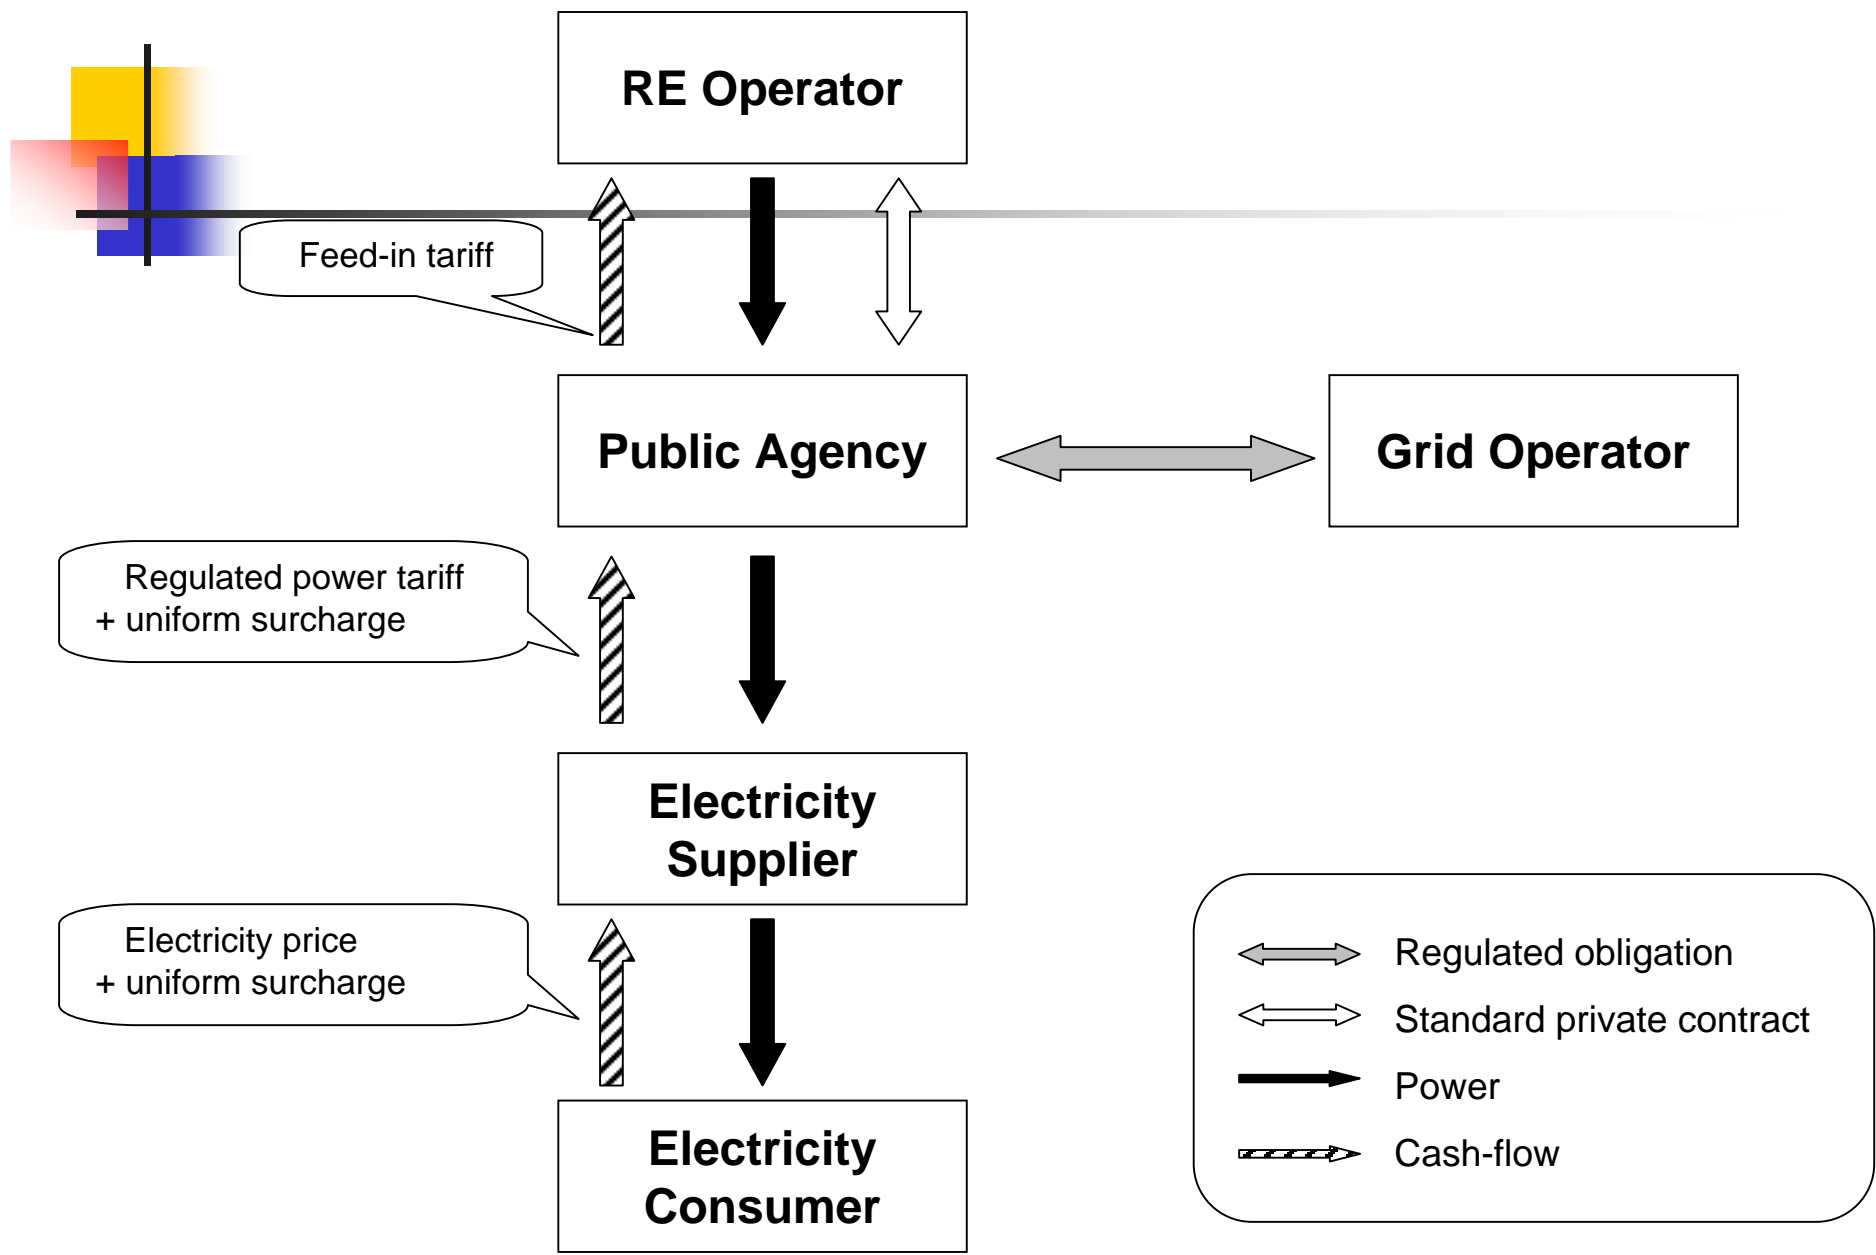 RE Operator
Feed-in tariff
Public Agency
Grid Operator
Regulated power tariff
+ uniform surcharge
Electricity
Supplier
Electricity price
+ uniform surcharge
Electricity
Consumer
Regulated obligation
Standard private contract
Power
Cash-flow